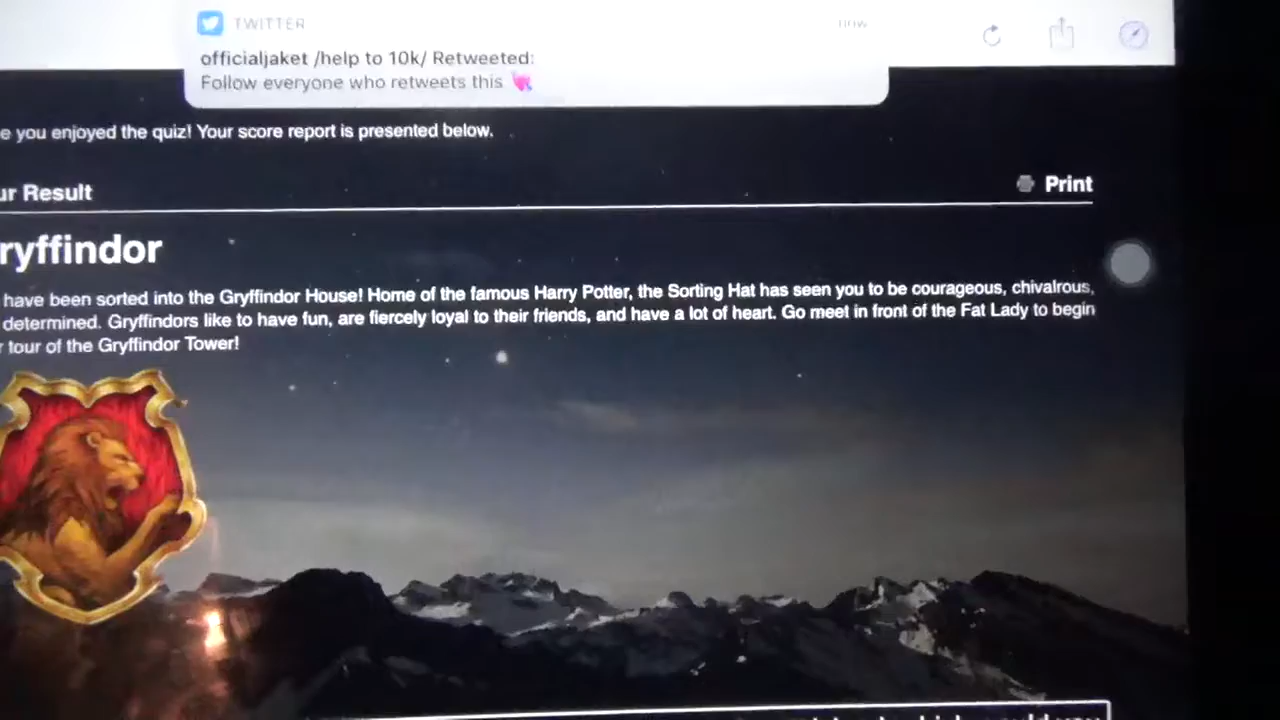 TWITTER
now
officialjaket /help to 10k/ Retweeted:
Follow everyone who retweets this 💘
e you enjoyed the quiz! Your score report is presented below.
ur Result
Print
ryffindor
have been sorted into the Gryffindor House! Home of the famous Harry Potter, the Sorting Hat has seen you to be courageous, chivalrous,
determined. Gryffindors like to have fun, are fiercely loyal to their friends, and have a lot of heart. Go meet in front of the Fat Lady to begin
r tour of the Gryffindor Tower!